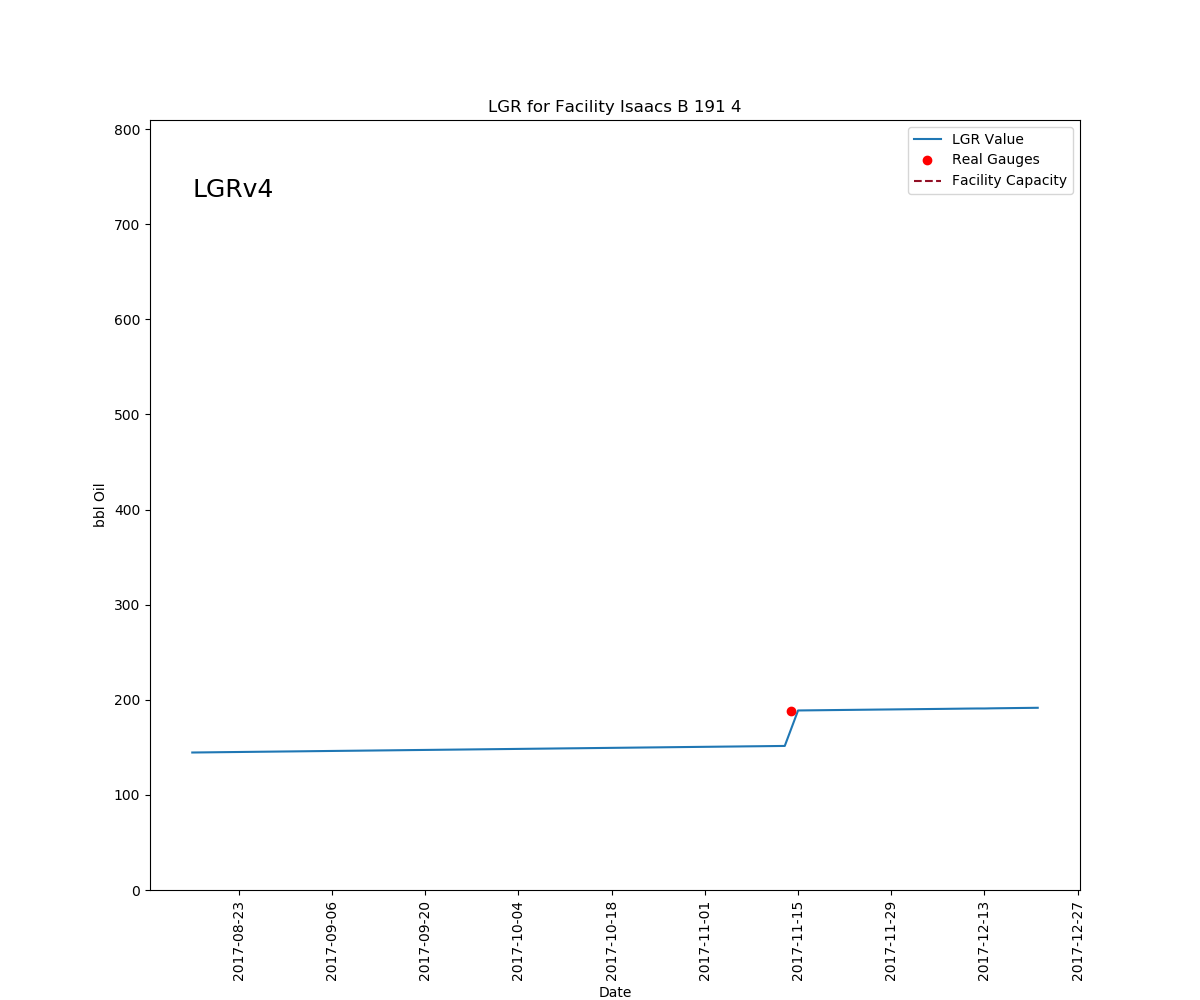 LGR for Facility Isaacs B 191 4
LGR Value
Real Gauges
Facility Capacity
LGRv4
800
700
600
500
400
300
200
100
0
bbl Oil
2017-08-23
2017-09-06
2017-09-20
2017-10-04
2017-10-18
2017-11-01
2017-11-15
2017-11-29
2017-12-13
2017-12-27
Date